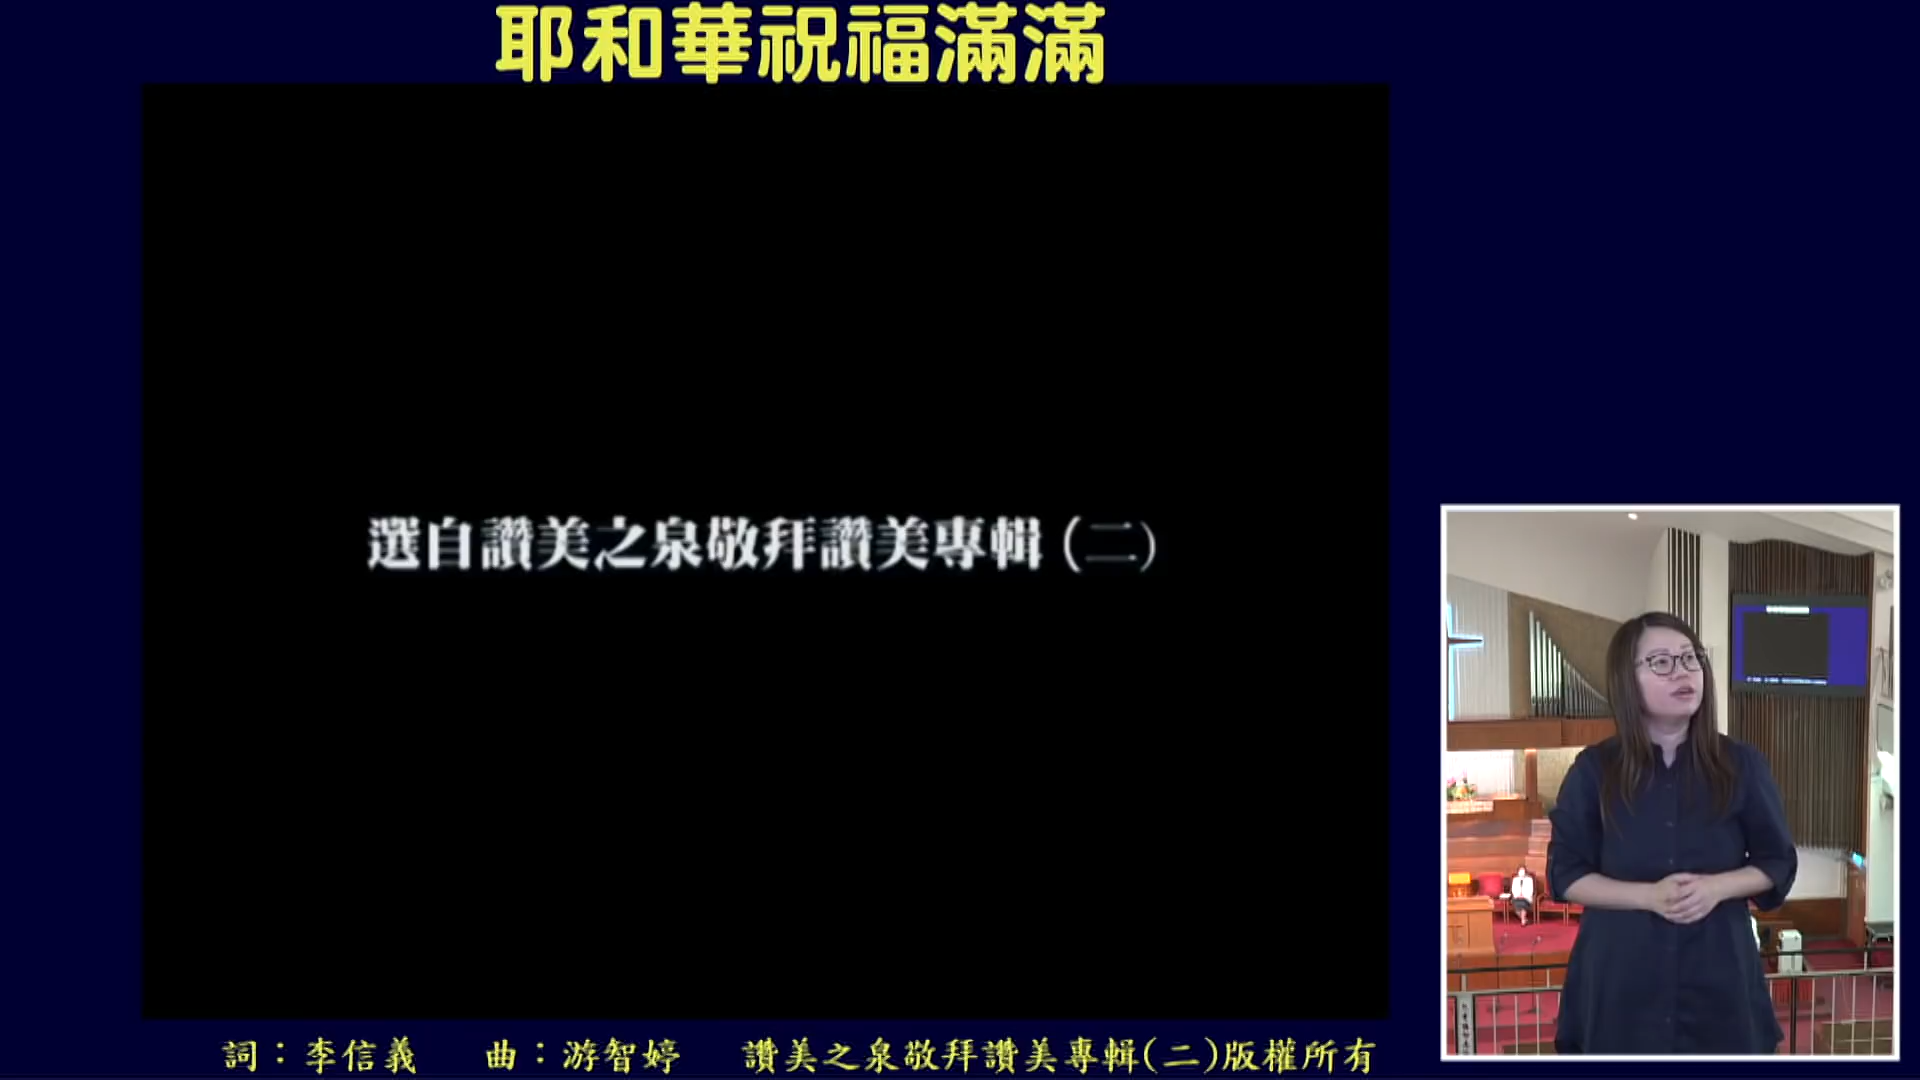 耶和華祝福滿滿
選自讚美之泉敬拜讚美專輯(二)
詞：李信義　曲：游智婷　讚美之泉敬拜讚美專輯(二)版權所有